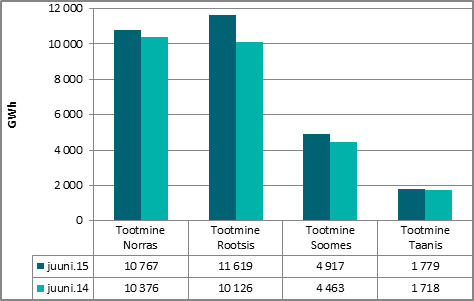 12 000
10 000
8 000
6 000
4 000
2 000
0
GWh
Tootmine Norras
Tootmine Rootsis
Tootmine Soomes
Tootmine Taanis
juuni.15 10 767 11 619 4 917 1 779
juuni.14 10 376 10 126 4 463 1 718